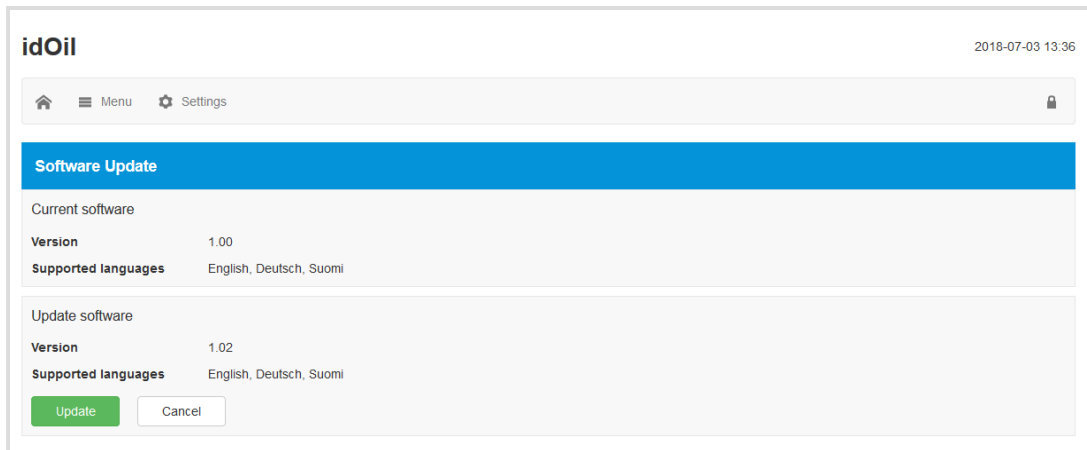 idOil
2018-07-03 13:36
Menu Settings
Software Update
Current software
Version 1.00
Supported languages English, Deutsch, Suomi
Update software
Version 1.02
Supported languages English, Deutsch, Suomi
Update Cancel